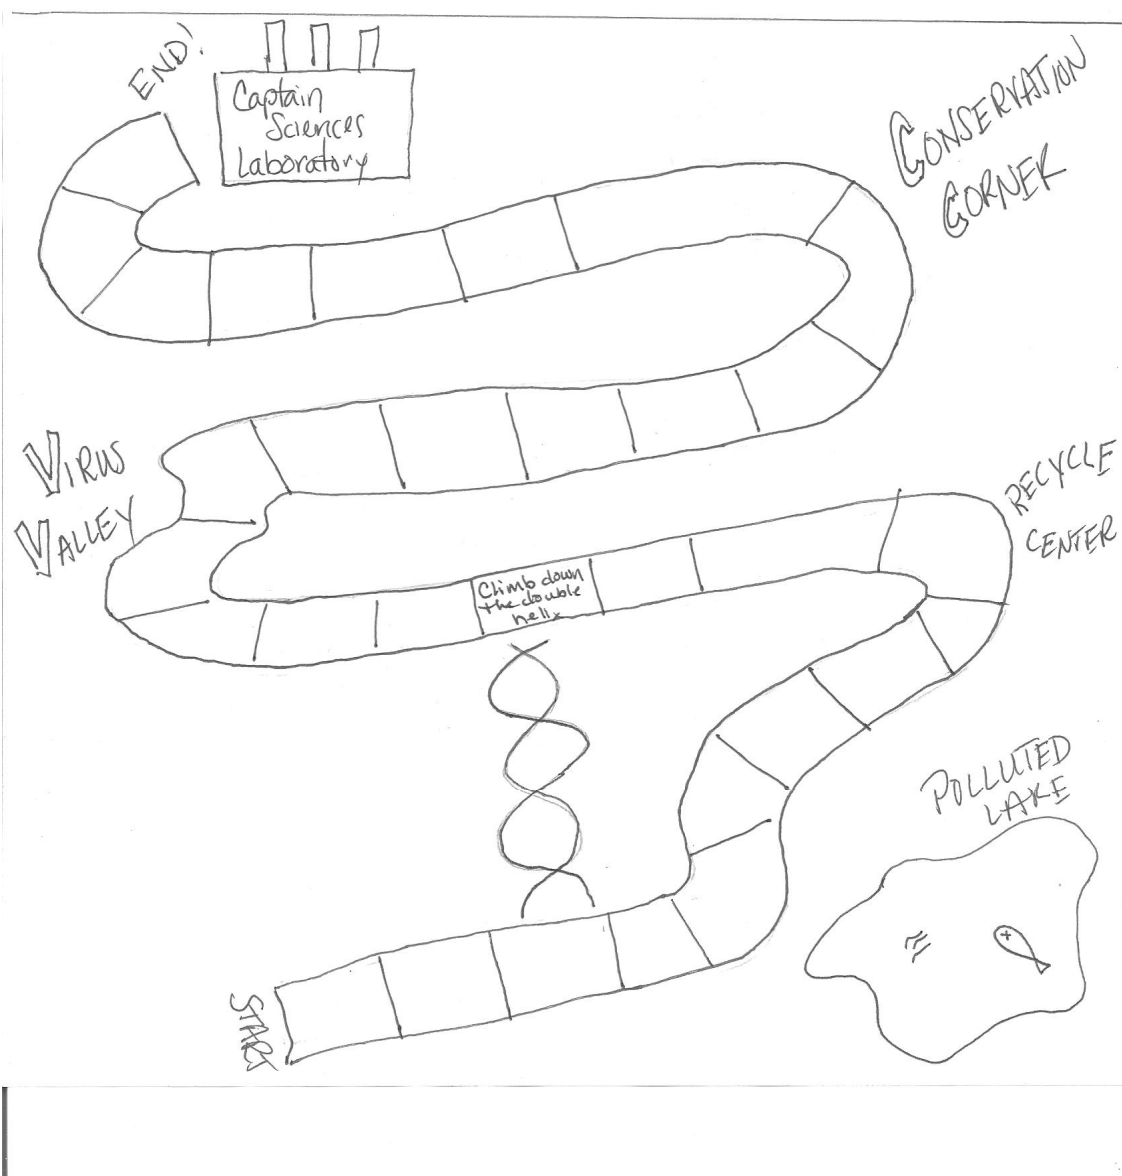 END!
Captain
Sciences
Laboratory
CONSERVATION
CORNER
VIRUS
VALLEY
RECYCLE
CENTER
Climb down
the double
helix
POLLUTED
LAKE
START